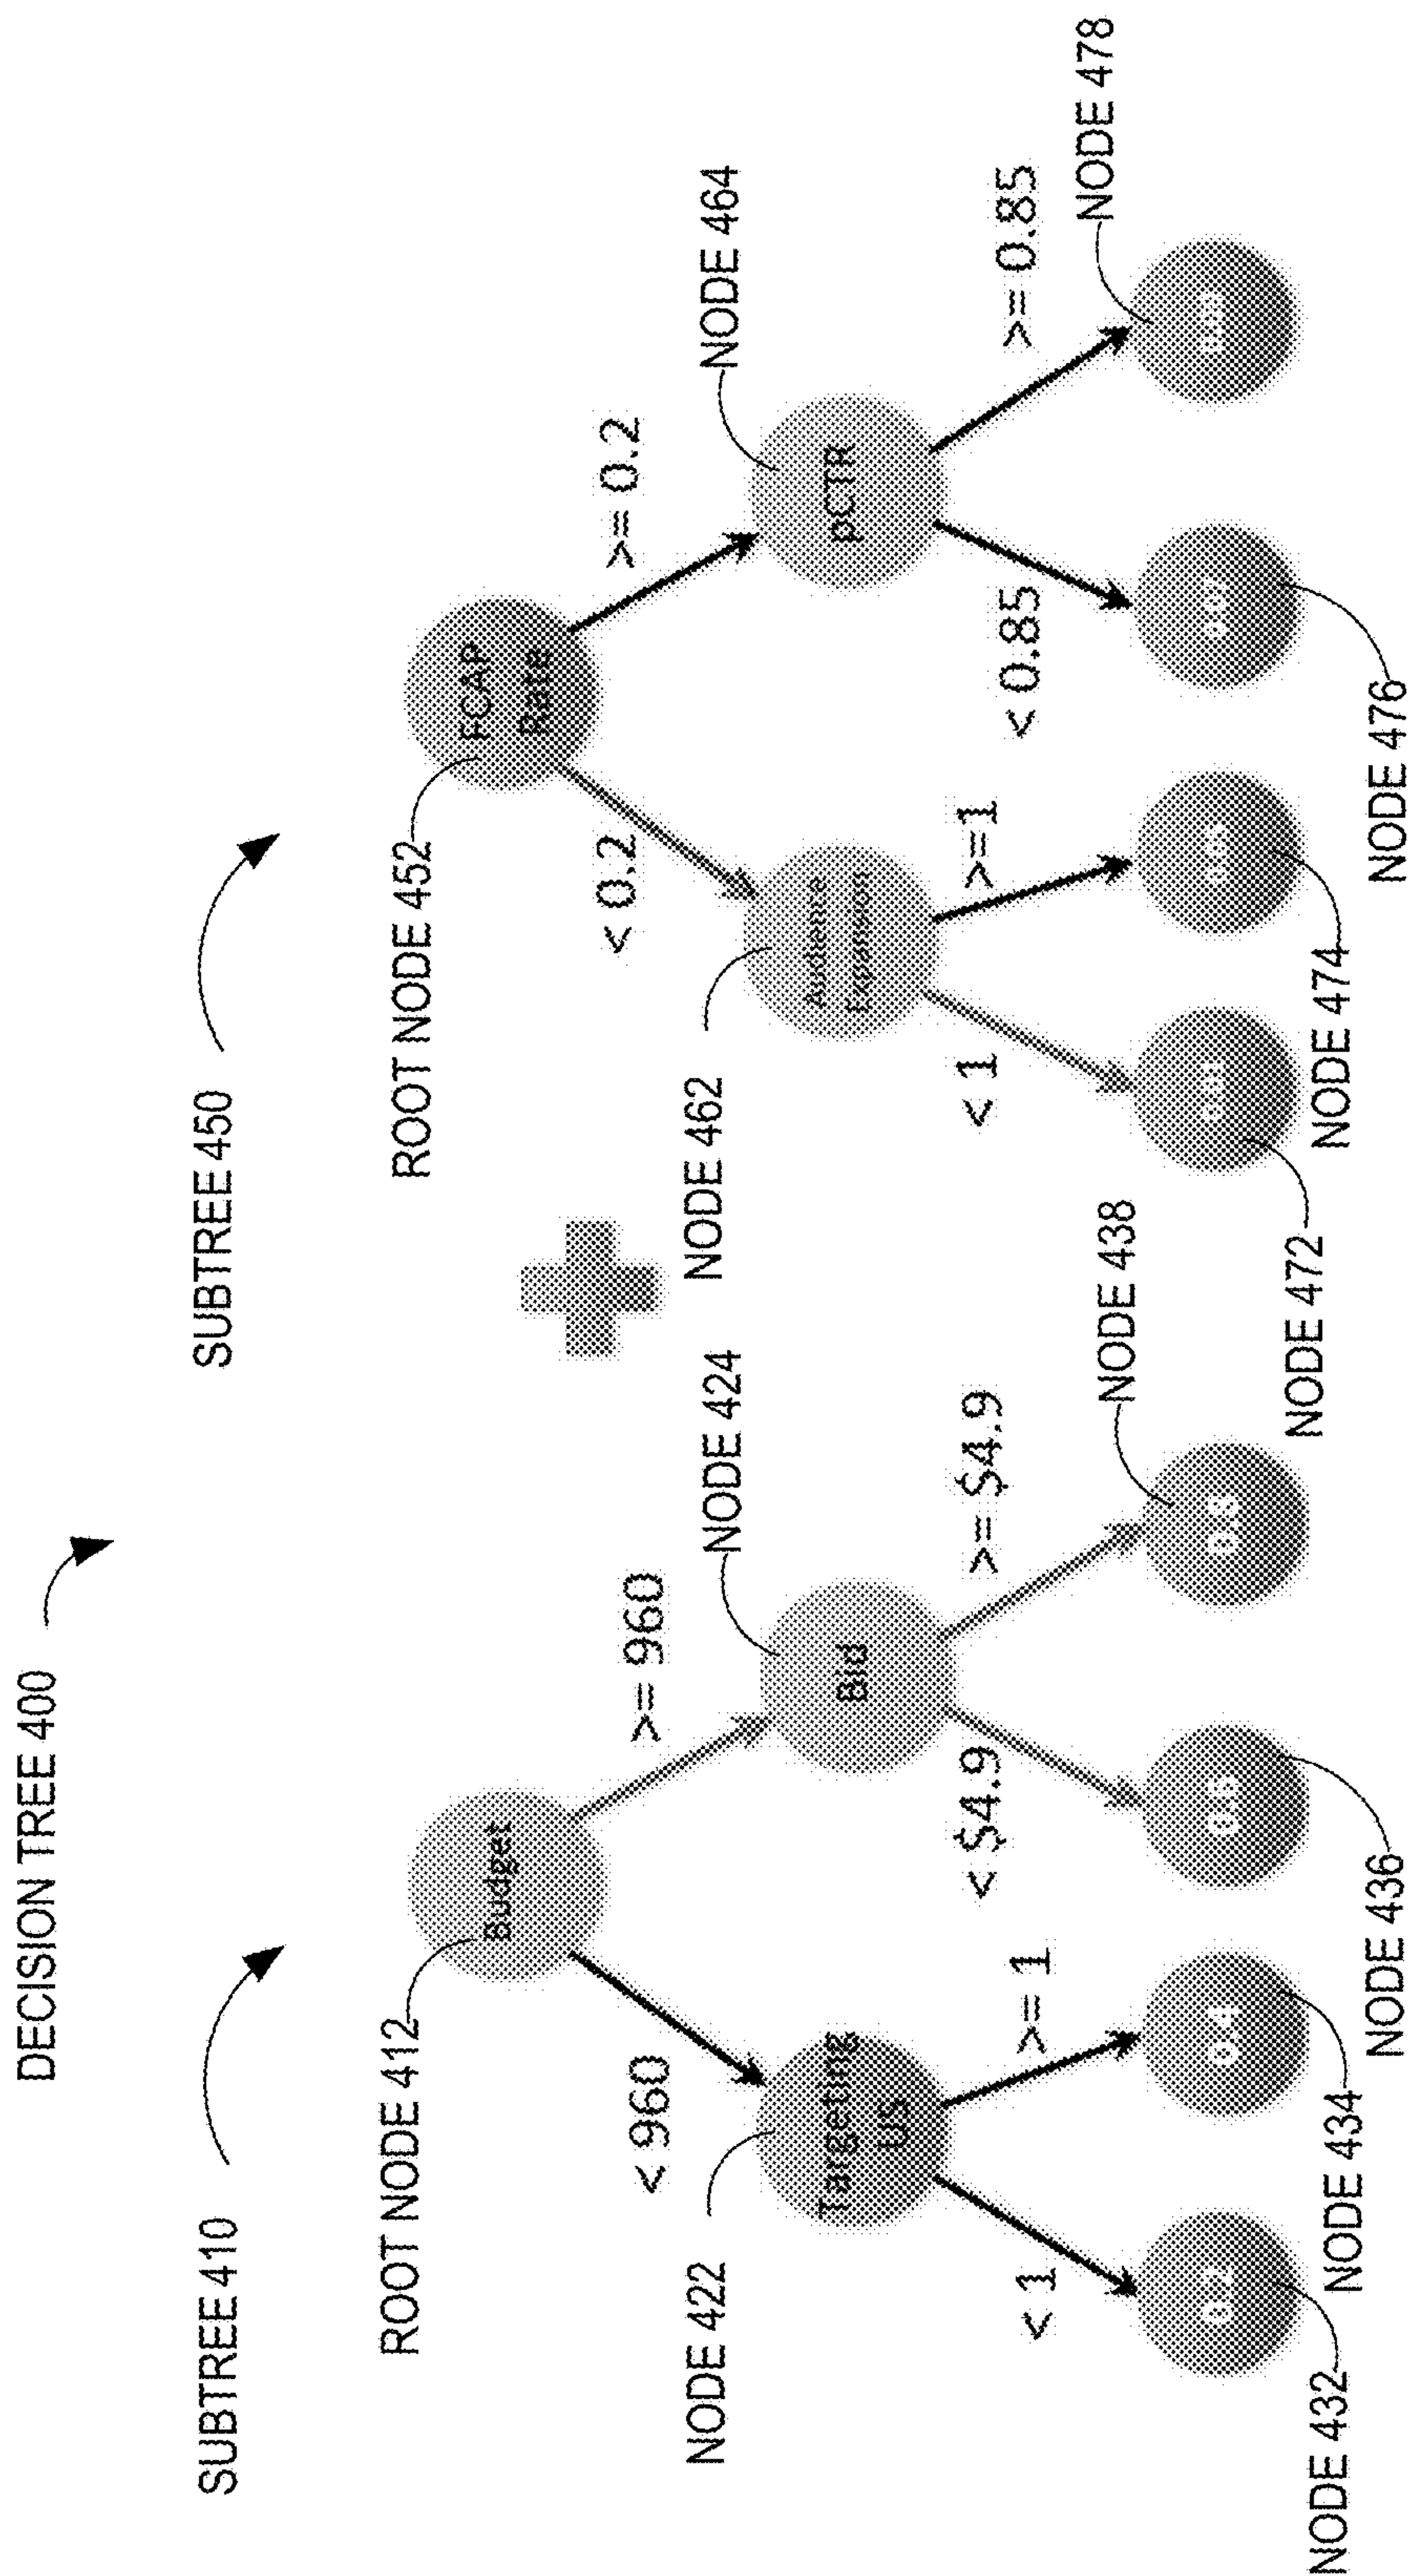 DECISION TREE 400
SUBTREE 410
SUBTREE 450
ROOT NODE 412
ROOT NODE 452
Budget
FCAP
Rate
< 960
>= 960
< 0.2
>= 0.2
NODE 422
NODE 424
NODE 462
NODE 464
Targeting
US
Bid
Audience
Expansion
pCTR
< 1
>= 1
< $4.9
>= $4.9
< 1
>=1
< 0.85
>= 0.85
NODE 438
NODE 478
0.4
NODE 432
NODE 434
NODE 436
NODE 472
NODE 474
NODE 476